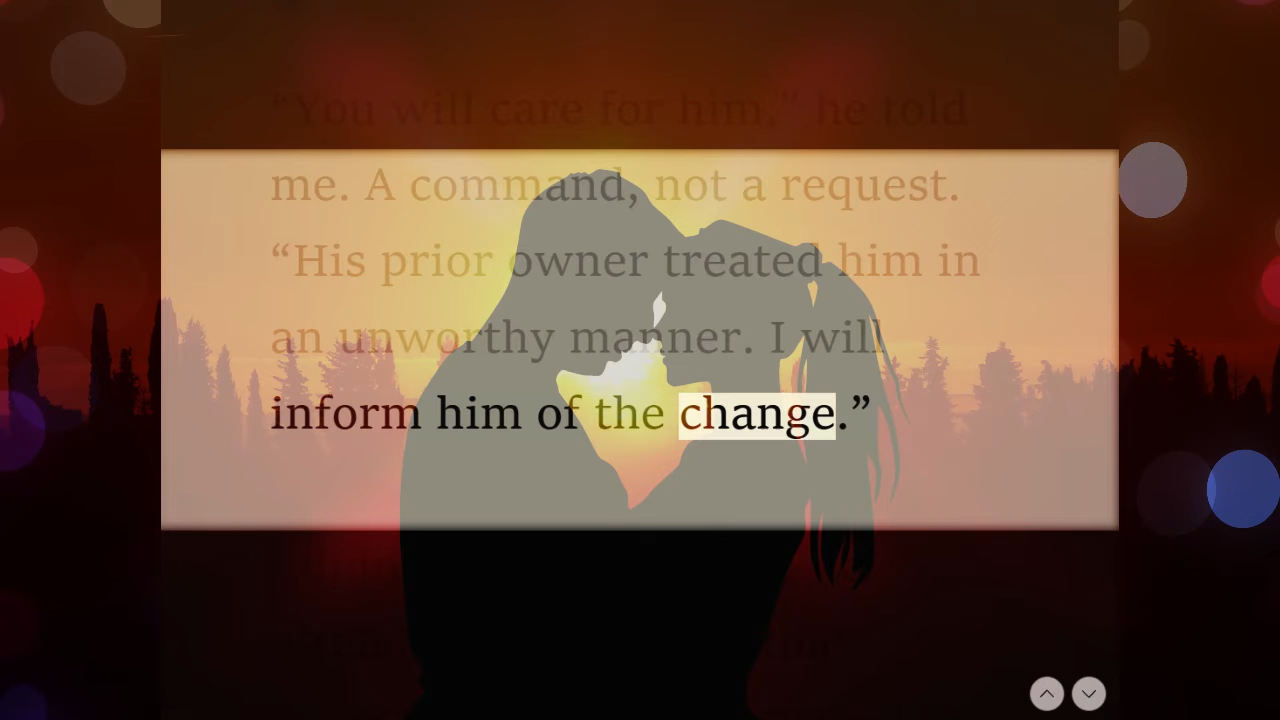 “You will care for him,” he told
me. A command, not a request.
“His prior owner treated him in
an unworthy manner. I will
inform him of the change.”